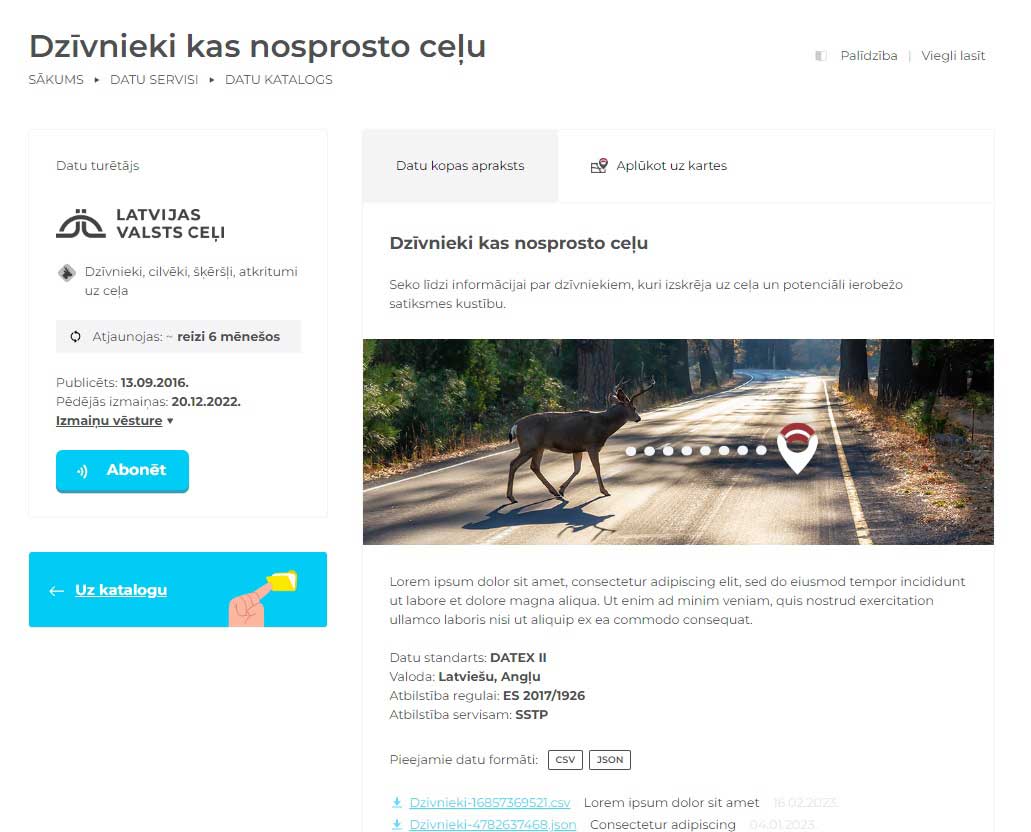 Dzīvnieki kas nosprosto ceļu
SĀKUMS ▸ DATU SERVISI ▸ DATU KATALOGS
Palīdzība | Viegli lasīt
Datu turētājs
LATVIJAS
VALSTS CEĻI
Dzīvnieki, cilvēki, šķēršļi, atkritumi
uz ceļa
Atjaunojas: ~ reizi 6 mēnešos
Publicēts: 13.09.2016.
Pēdējās izmaiņas: 20.12.2022.
Izmaiņu vēsture ▾
Abonēt
← Uz katalogu
Datu kopas apraksts
Aplūkot uz kartes
Dzīvnieki kas nosprosto ceļu
Seko līdzi informācijai par dzīvniekiem, kuri izskrēja uz ceļa un potenciāli ierobežo
satiksmes kustību.
Lorem ipsum dolor sit amet, consectetur adipiscing elit, sed do eiusmod tempor incididunt
ut labore et dolore magna aliqua. Ut enim ad minim veniam, quis nostrud exercitation
ullamco laboris nisi ut aliquip ex ea commodo consequat.
Datu standarts: DATEX II
Valoda: Latviešu, Angļu
Atbilstība regulai: ES 2017/1926
Atbilstība servisam: SSTP
Pieejamie datu formāti: CSV JSON
Dzivnieki-16857369521.csv Lorem ipsum dolor sit amet 16.02.2023.
Dzivnieki-4782637468.json Consectetur adipiscing 04.01.2023.